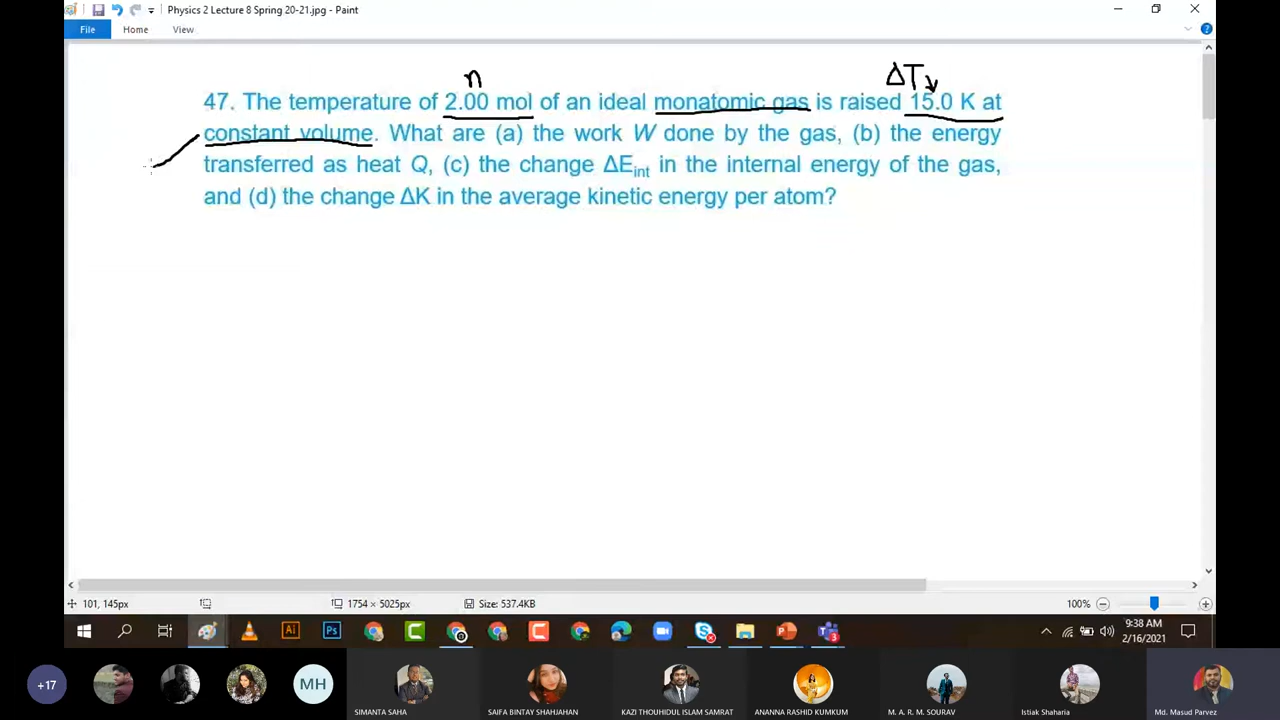 Physics 2 Lecture 8 Spring 20-21.jpg - Paint
File Home View
n ΔT
47. The temperature of 2.00 mol of an ideal monatomic gas is raised 15.0 K at
constant volume. What are (a) the work W done by the gas, (b) the energy
transferred as heat Q, (c) the change ΔEint in the internal energy of the gas,
and (d) the change ΔK in the average kinetic energy per atom?
101, 145px 1754 × 5025px Size: 537.4KB 100%
9:38 AM
2/16/2021
+17 MH SIMANTA SAHA SAIFA BINTAY SHAHJAHAN KAZI THOUHIDUL ISLAM SAMRAT ANANNA RASHID KUMKUM M. A. R. M. SOURAV Istiak Shaharia Md. Masud Parvez